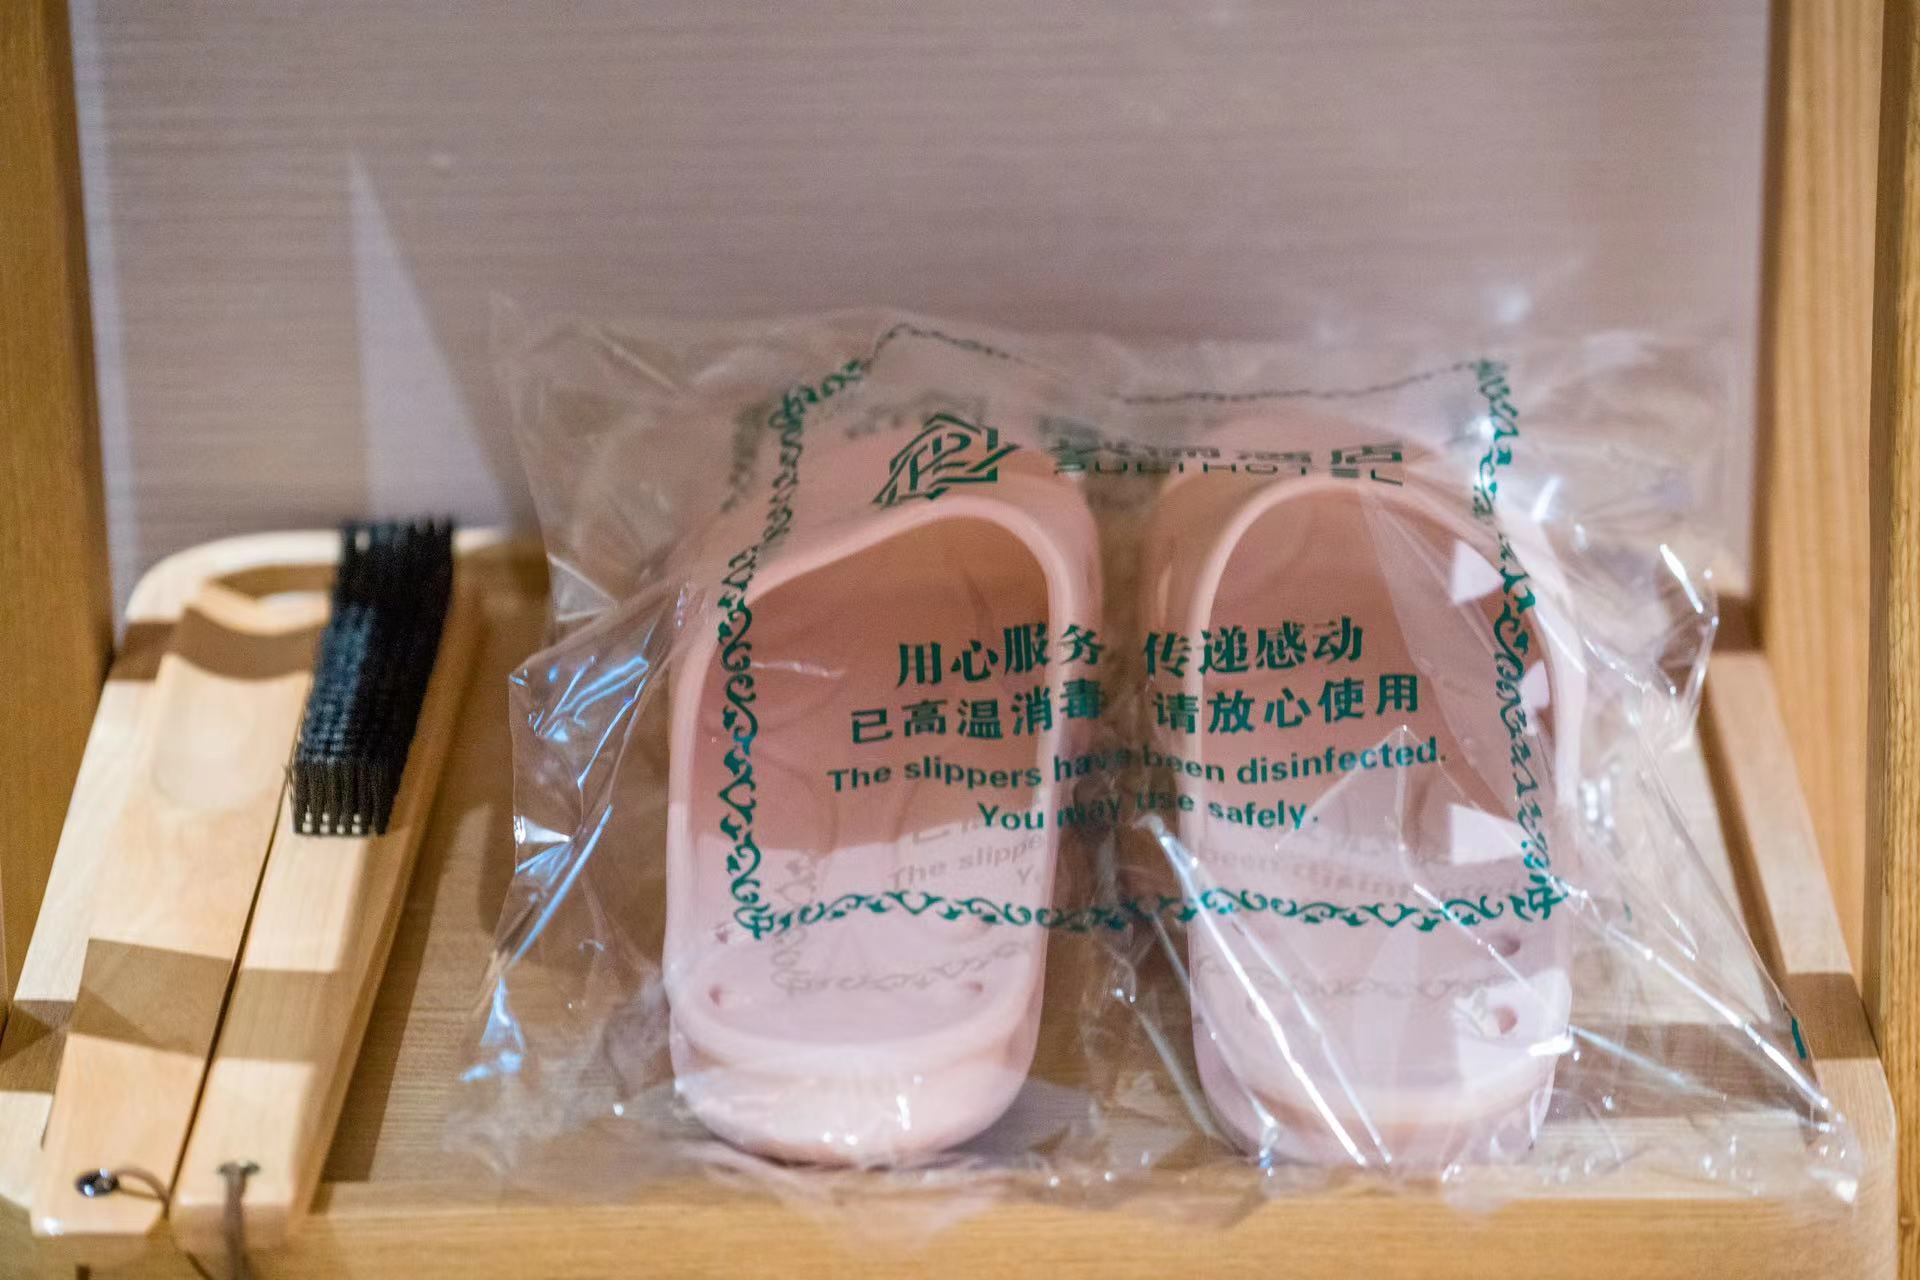 用心服务 传递感动
已高温消毒 请放心使用
The slippers have been disinfected.
You may use safely.